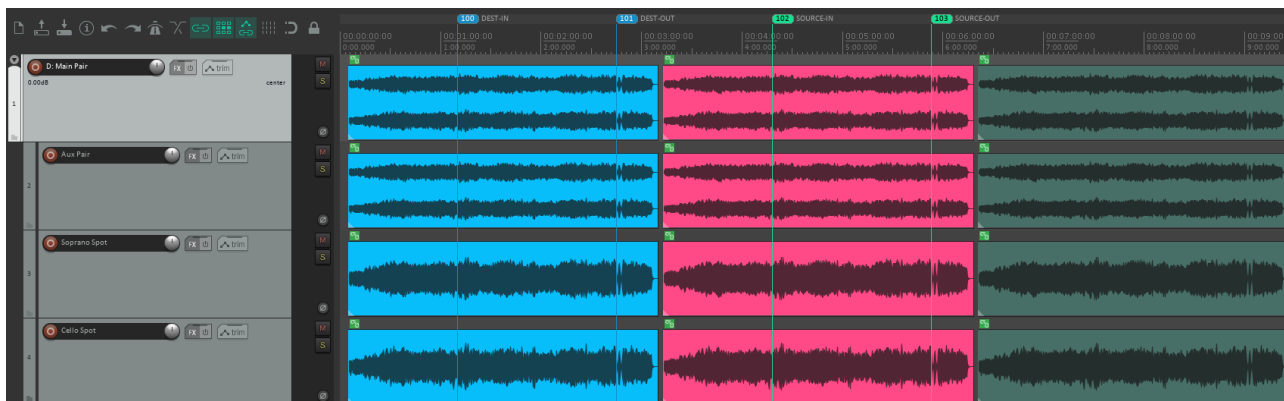 100 DEST-IN 101 DEST-OUT 102 SOURCE-IN 103 SOURCE-OUT
00:00:00:00 00:01:00:00 00:02:00:00 00:03:00:00 00:04:00:00 00:05:00:00 00:06:00:00 00:07:00:00 00:08:00:00 00:09:00
0:00.000 1:00.000 2:00.000 3:00.000 4:00.000 5:00.000 6:00.000 7:00.000 8:00.000 9:00.000
D: Main Pair FX trim M
0.00dB center S
1
Aux Pair FX trim M
S
2
Soprano Spot FX trim M
S
3
Cello Spot FX trim M
S
4